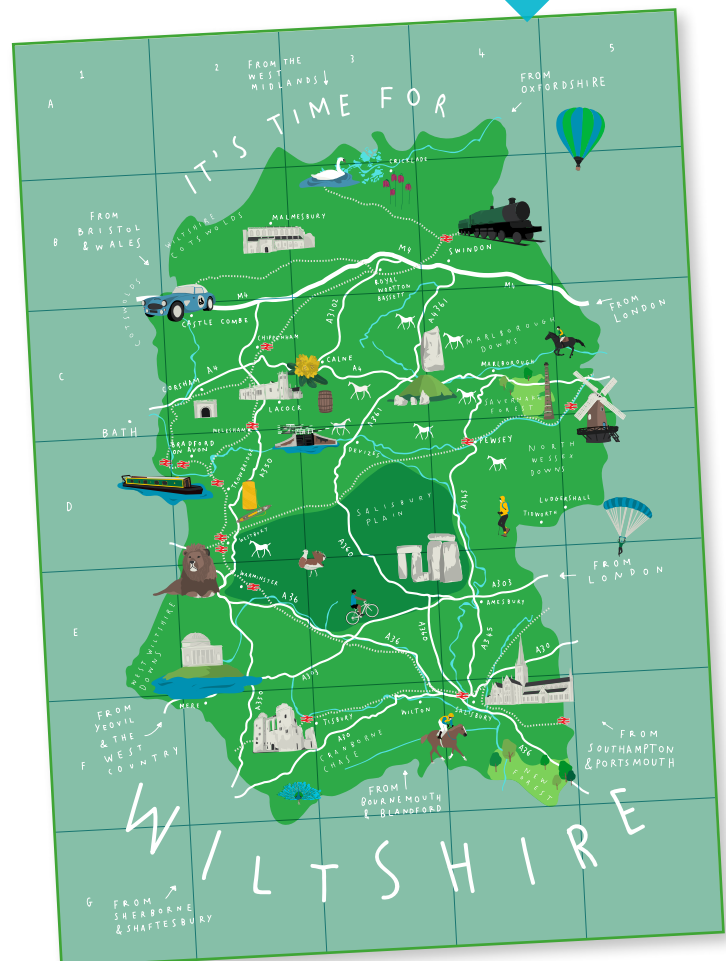 1
2
3
4
5
A
B
C
D
E
F
G
FROM THE
WEST
MIDLANDS
FROM
OXFORDSHIRE
IT'S TIME FOR
CRICKLADE
FROM
BRISTOL
& WALES
WILTSHIRE
COTSWOLDS
MALMESBURY
SWINDON
M4
ROYAL
WOOTTON
BASSETT
M4
M4
FROM
LONDON
COTSWOLDS
CASTLE COMBE
A3102
A4361
CHIPPENHAM
CALNE
A4
MARLBOROUGH
DOWNS
MARLBOROUGH
CORSHAM
A4
LACOCK
SAVERNAKE
FOREST
BATH
MELKSHAM
A361
BRADFORD
ON AVON
DEVIZES
PEWSEY
NORTH
WESSEX
DOWNS
TROWBRIDGE
A350
SALISBURY
PLAIN
A345
LUDGERSHALL
TIDWORTH
WESTBURY
A360
FROM
LONDON
WARMINSTER
A36
A303
AMESBURY
WEST WILTSHIRE
DOWNS
A36
A360
A345
A30
A303
MERE
A350
TISBURY
WILTON
SALISBURY
A30
CRANBORNE
CHASE
A36
NEW
FOREST
FROM
YEOVIL
& THE
WEST
COUNTRY
FROM
SOUTHAMPTON
& PORTSMOUTH
FROM
BOURNEMOUTH
& BLANDFORD
WILTSHIRE
FROM
SHERBORNE
& SHAFTESBURY